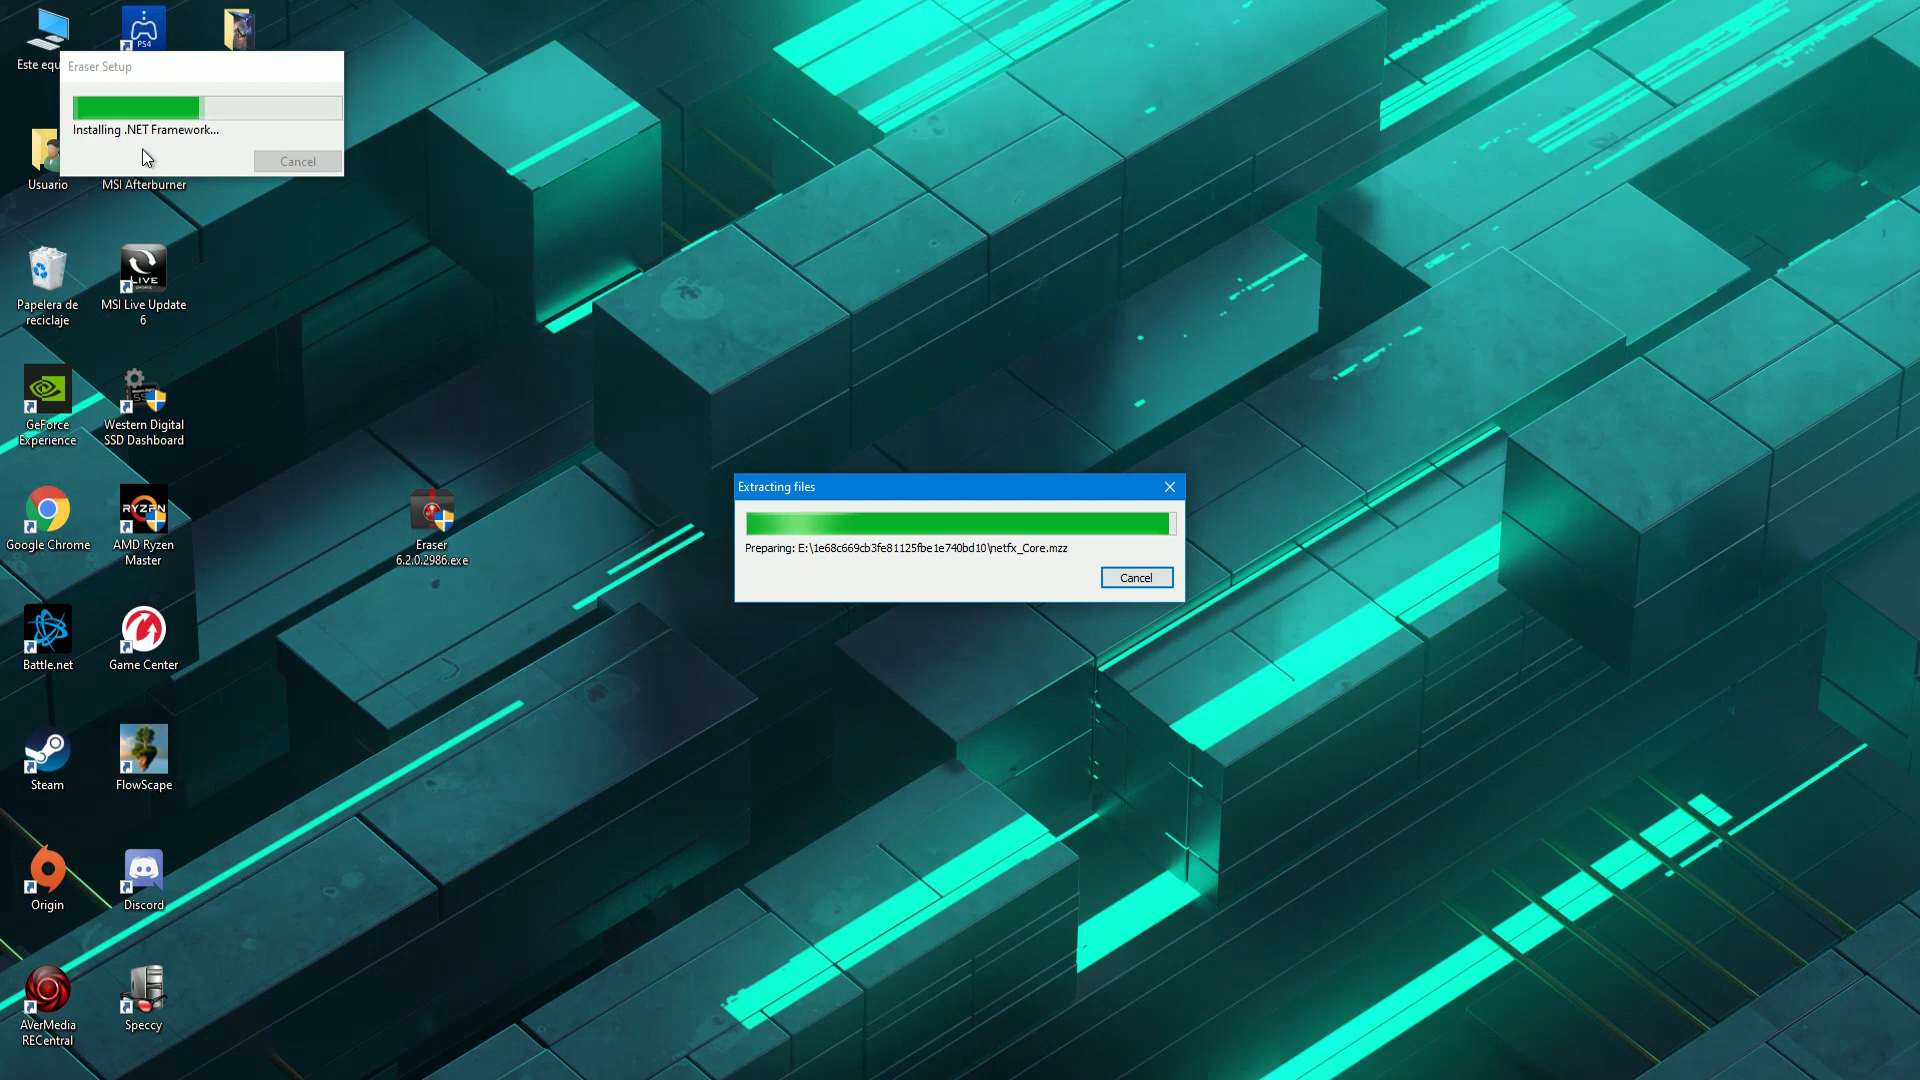 PS4
Este equ
Eraser Setup
Installing .NET Framework...
Cancel
Usuario
MSI Afterburner
LIVE
Papelera de
reciclaje
MSI Live Update
6
GeForce
Experience
Western Digital
SSD Dashboard
Google Chrome
RYZEN
AMD Ryzen
Master
Eraser
6.2.0.2986.exe
Extracting files
Preparing: E:\1e68c669cb3fe81125fbe1e740bd10\netfx_Core.mzz
Cancel
Battle.net
Game Center
Steam
FlowScape
Origin
Discord
AVerMedia
RECentral
Speccy